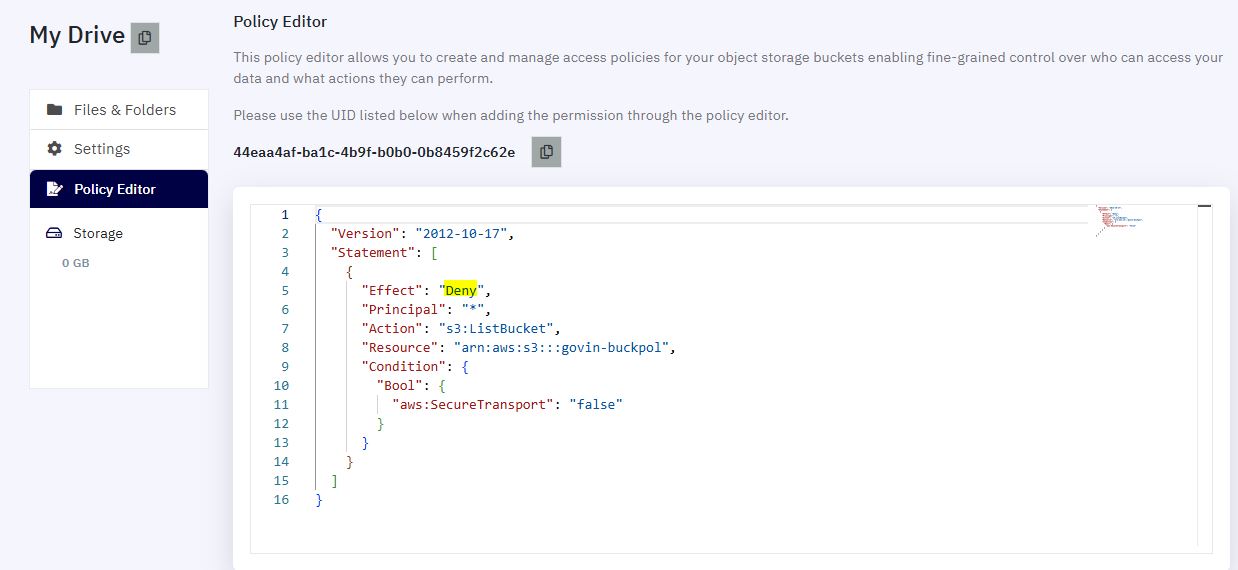 My Drive
Files & Folders
Settings
Policy Editor
Storage
0 GB
Policy Editor
This policy editor allows you to create and manage access policies for your object storage buckets enabling fine-grained control over who can access your
data and what actions they can perform.
Please use the UID listed below when adding the permission through the policy editor.
44eaa4af-ba1c-4b9f-b0b0-0b8459f2c62e
1 {
2 "Version": "2012-10-17",
3 "Statement": [
4 {
5 "Effect": "Deny",
6 "Principal": "*",
7 "Action": "s3:ListBucket",
8 "Resource": "arn:aws:s3:::govin-buckpol",
9 "Condition": {
10 "Bool": {
11 "aws:SecureTransport": "false"
12 }
13 }
14 }
15 ]
16 }